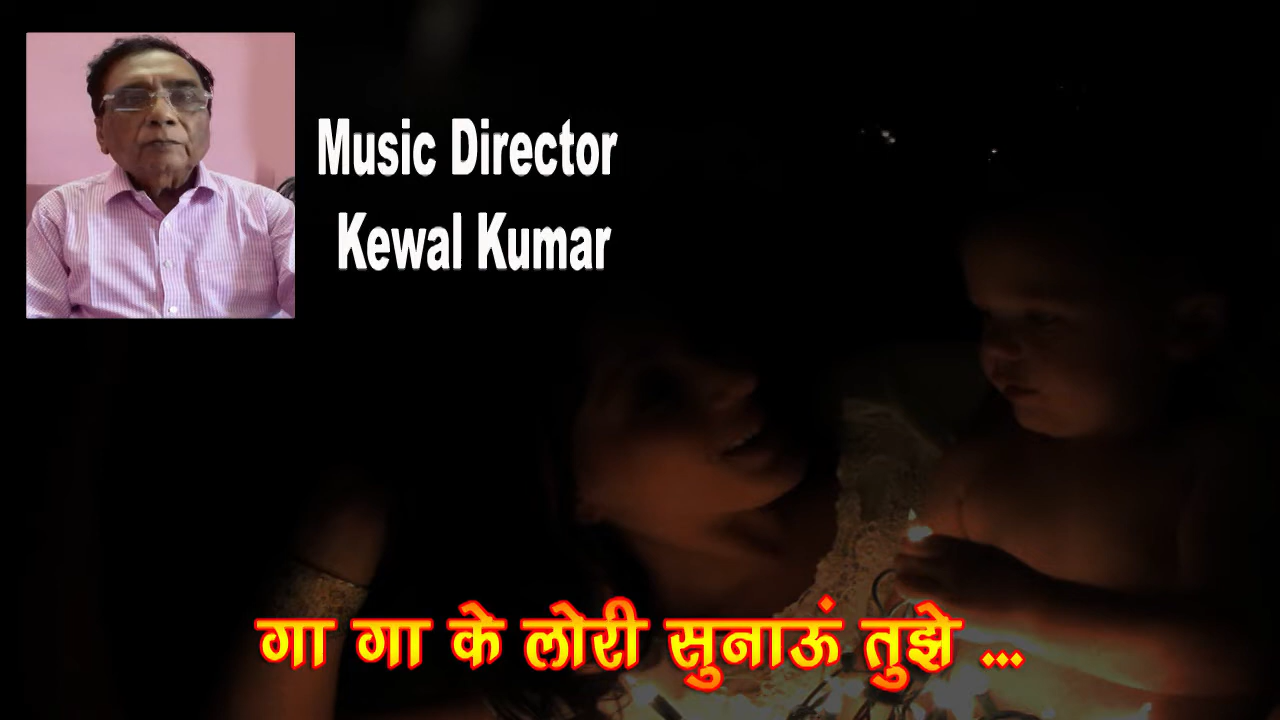 Music Director
Kewal Kumar
गा गा के लोरी सुनाऊं तुझे ...